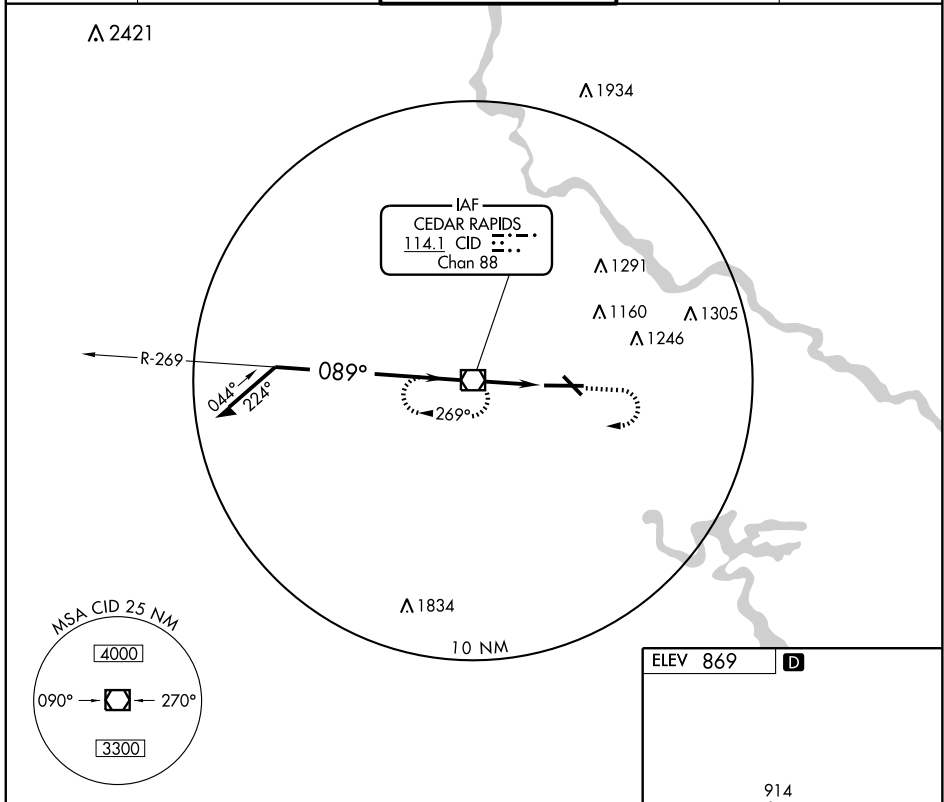 2421
1934
IAF
CEDAR RAPIDS
114.1 CID
Chan 88
1291
1160
1305
1246
R-269
089°
044°
224°
269°
1834
10 NM
MSA CID 25 NM
4000
090°
270°
3300
ELEV 869 D
914